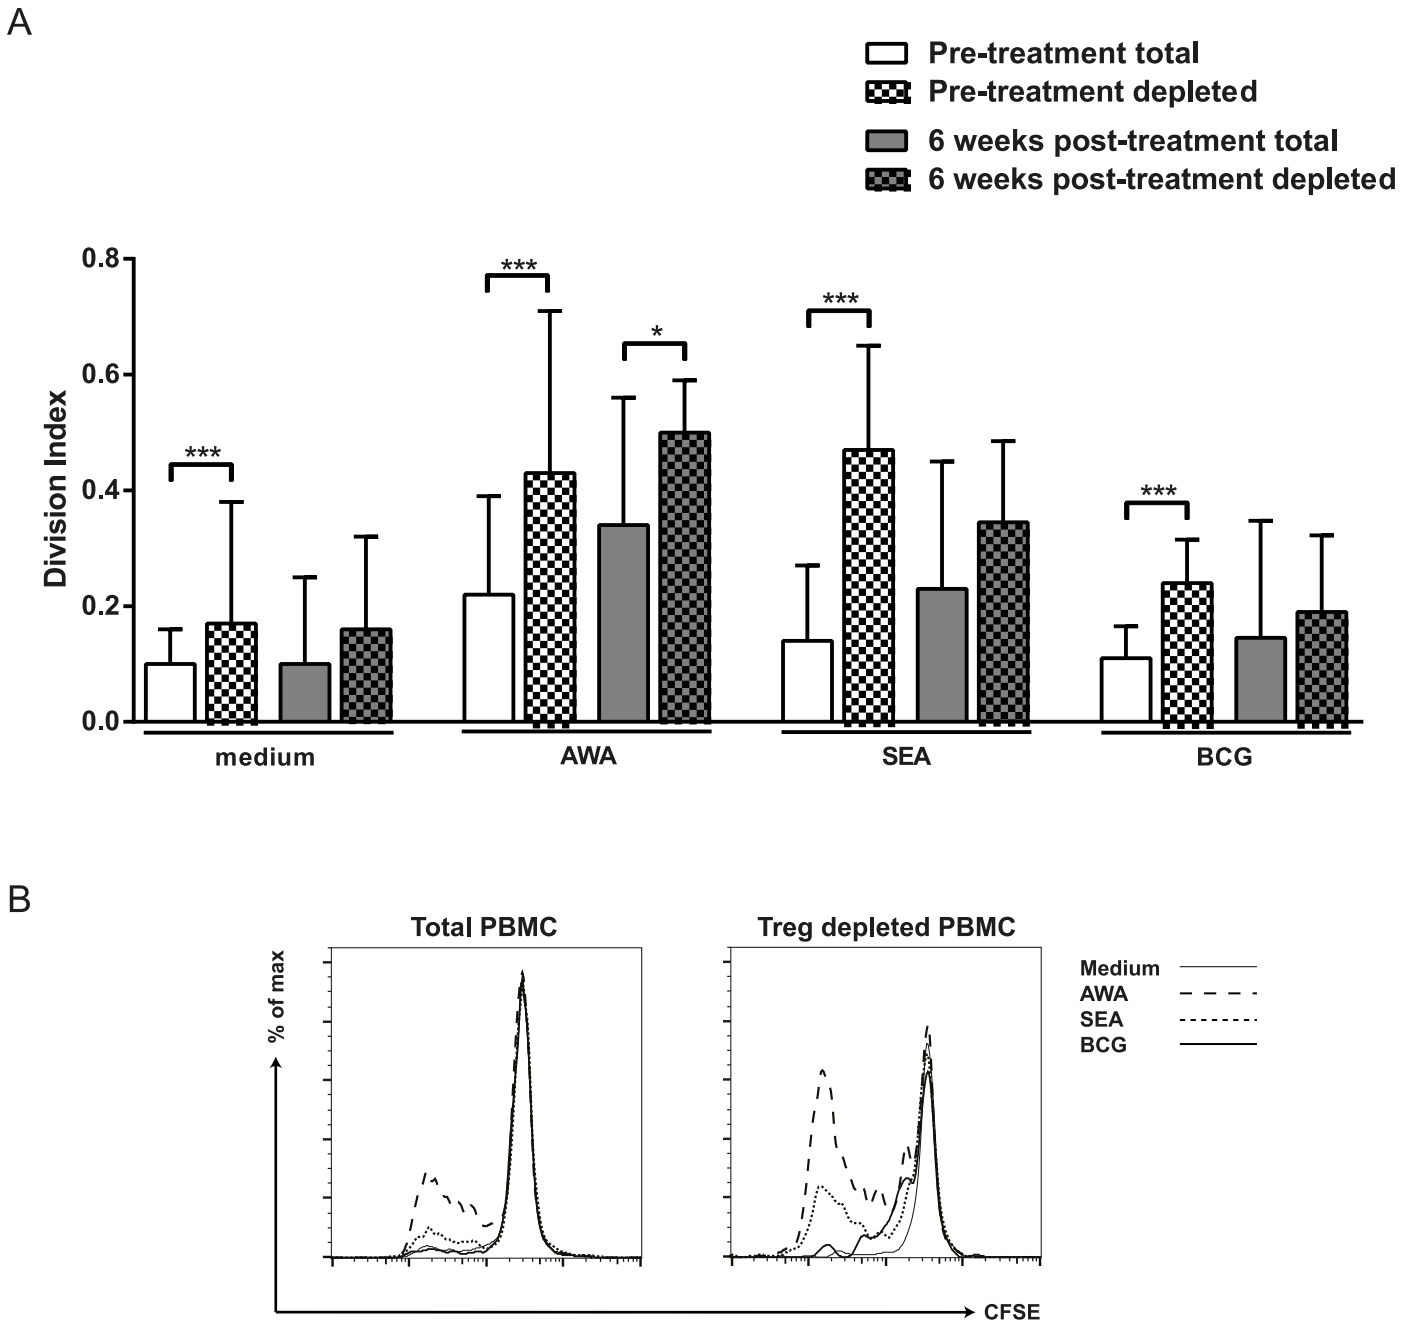 A
Pre-treatment total
Pre-treatment depleted
6 weeks post-treatment total
6 weeks post-treatment depleted
Division Index
0.8
0.6
0.4
0.2
0.0
***
***
*
***
***
medium
AWA
SEA
BCG
B
Total PBMC
Treg depleted PBMC
% of max
Medium
AWA
SEA
BCG
CFSE